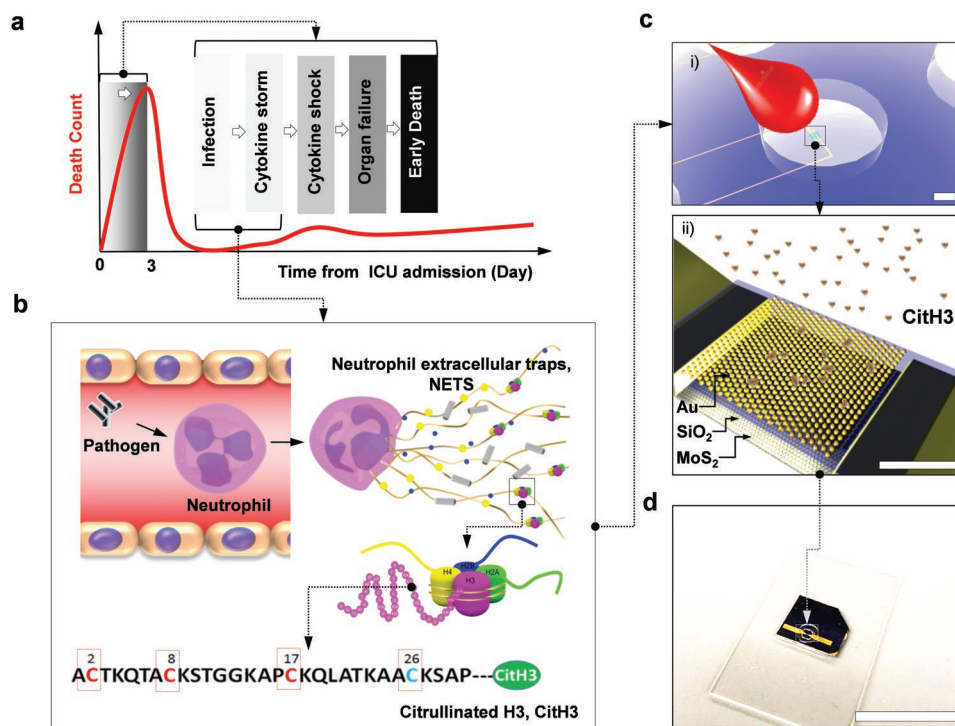 a
Death Count
0
3
Time from ICU admission (Day)
Infection
Cytokine storm
Cytokine shock
Organ failure
Early Death
b
Pathogen
Neutrophil
Neutrophil extracellular traps,
NETS
H4
H2B
H2A
H3
2 8 17 26
ACTKQTACKSTGGKAPCKQLATKAACKSAP---CitH3
Citrullinated H3, CitH3
c
i)
ii)
CitH3
Au
SiO₂
MoS₂
d